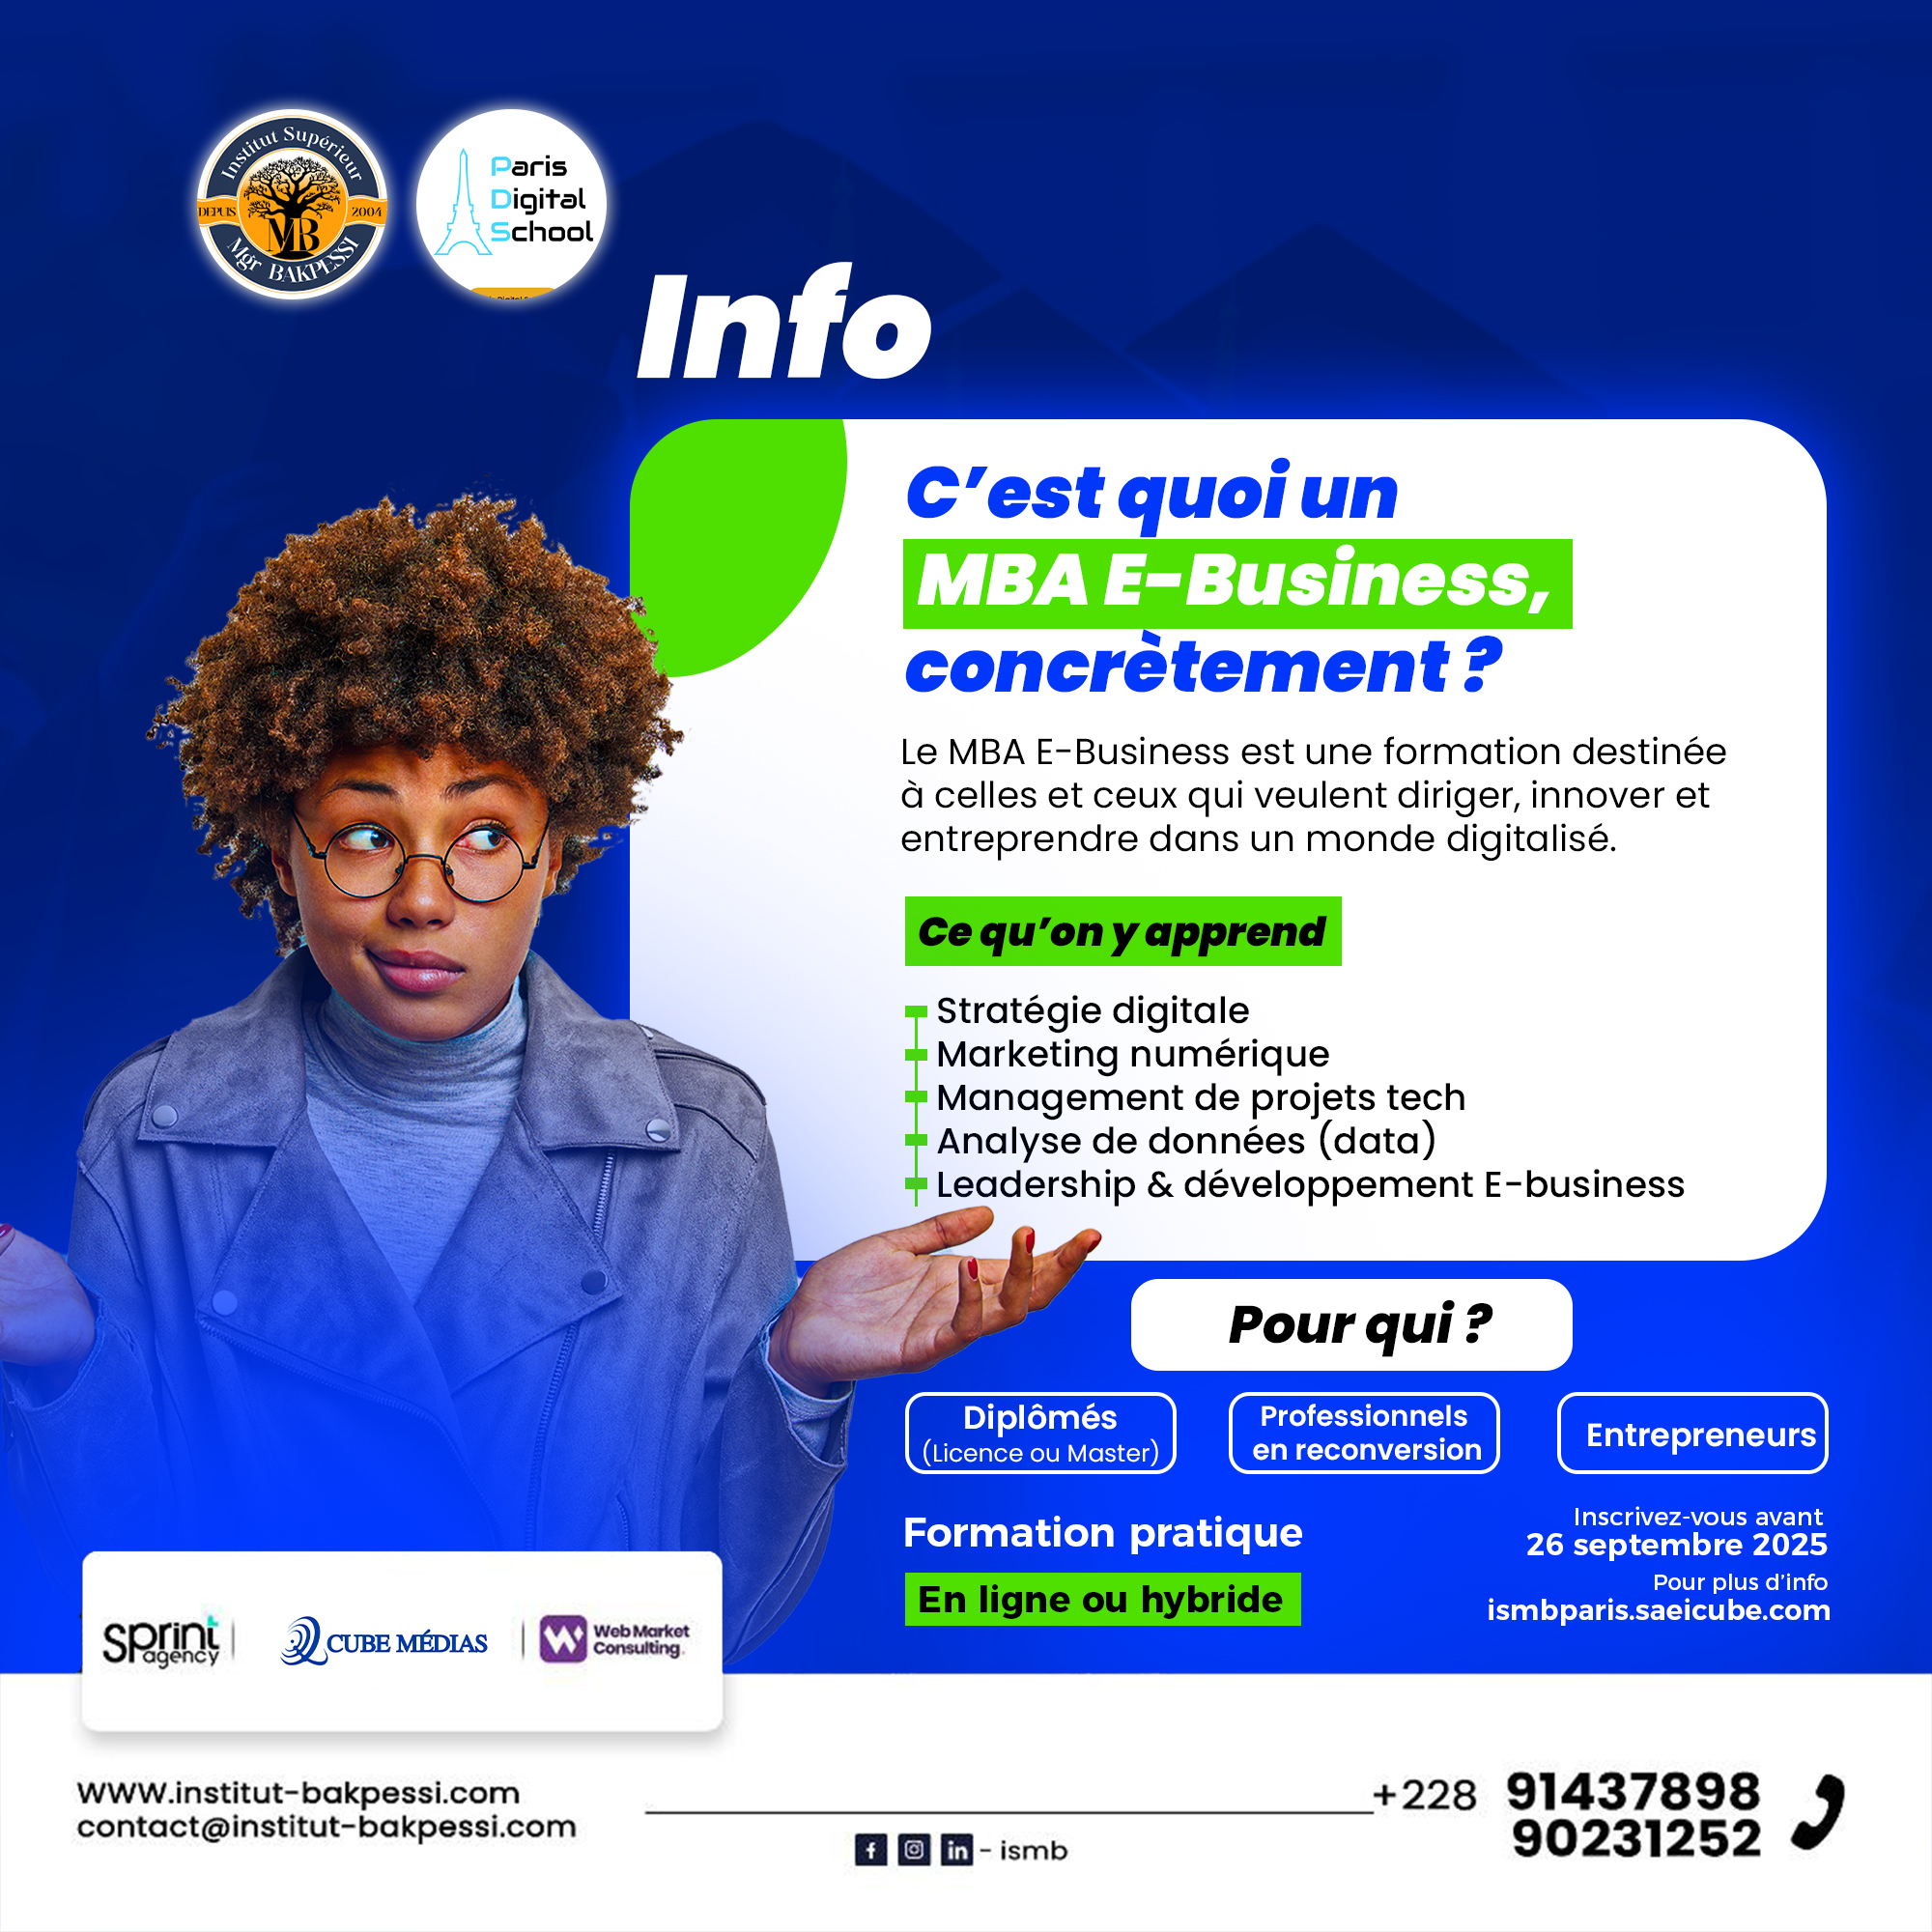 Institut Supérieur
DEPUIS 2004
MB
Mgr BAKPESSI
Paris
Digital
School
Info
C'est quoi un
MBA E-Business,
concrètement ?
Le MBA E-Business est une formation destinée
à celles et ceux qui veulent diriger, innover et
entreprendre dans un monde digitalisé.
Ce qu'on y apprend
Stratégie digitale
Marketing numérique
Management de projets tech
Analyse de données (data)
Leadership & développement E-business
Pour qui ?
Diplômés
(Licence ou Master)
Professionnels
en reconversion
Entrepreneurs
Formation pratique
En ligne ou hybride
Inscrivez-vous avant
26 septembre 2025
Pour plus d'info
ismbparis.saeicube.com
sprint
agency
CUBE MÉDIAS
Web Market
Consulting.
WWW.institut-bakpessi.com
contact@institut-bakpessi.com
- ismb
+228 91437898
90231252